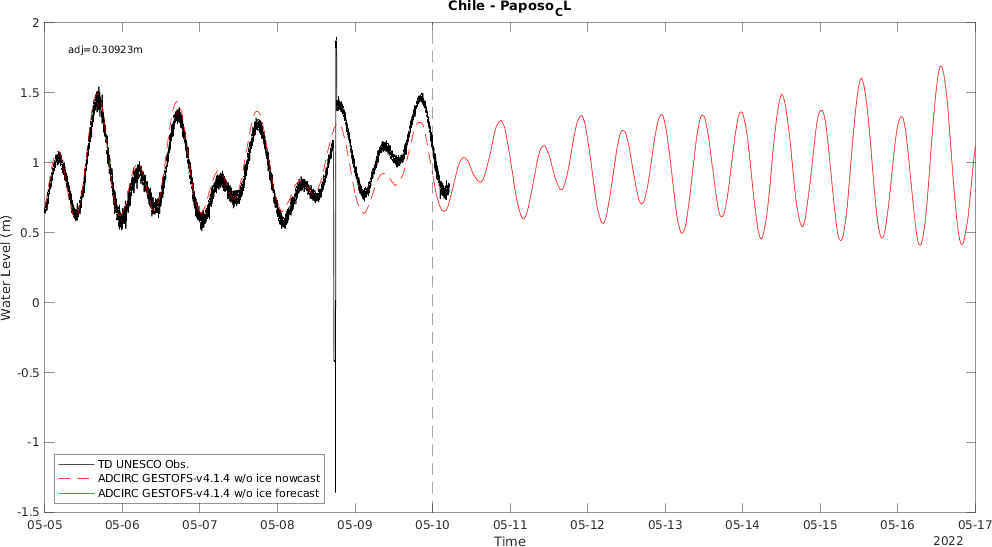 Chile - PaposoCL
adj=0.30923m
2
1.5
1
0.5
0
-0.5
-1
-1.5
Water Level (m)
TD UNESCO Obs.
ADCIRC GESTOFS-v4.1.4 w/o ice nowcast
ADCIRC GESTOFS-v4.1.4 w/o ice forecast
05-05 05-06 05-07 05-08 05-09 05-10 05-11 05-12 05-13 05-14 05-15 05-16 05-17
Time
2022